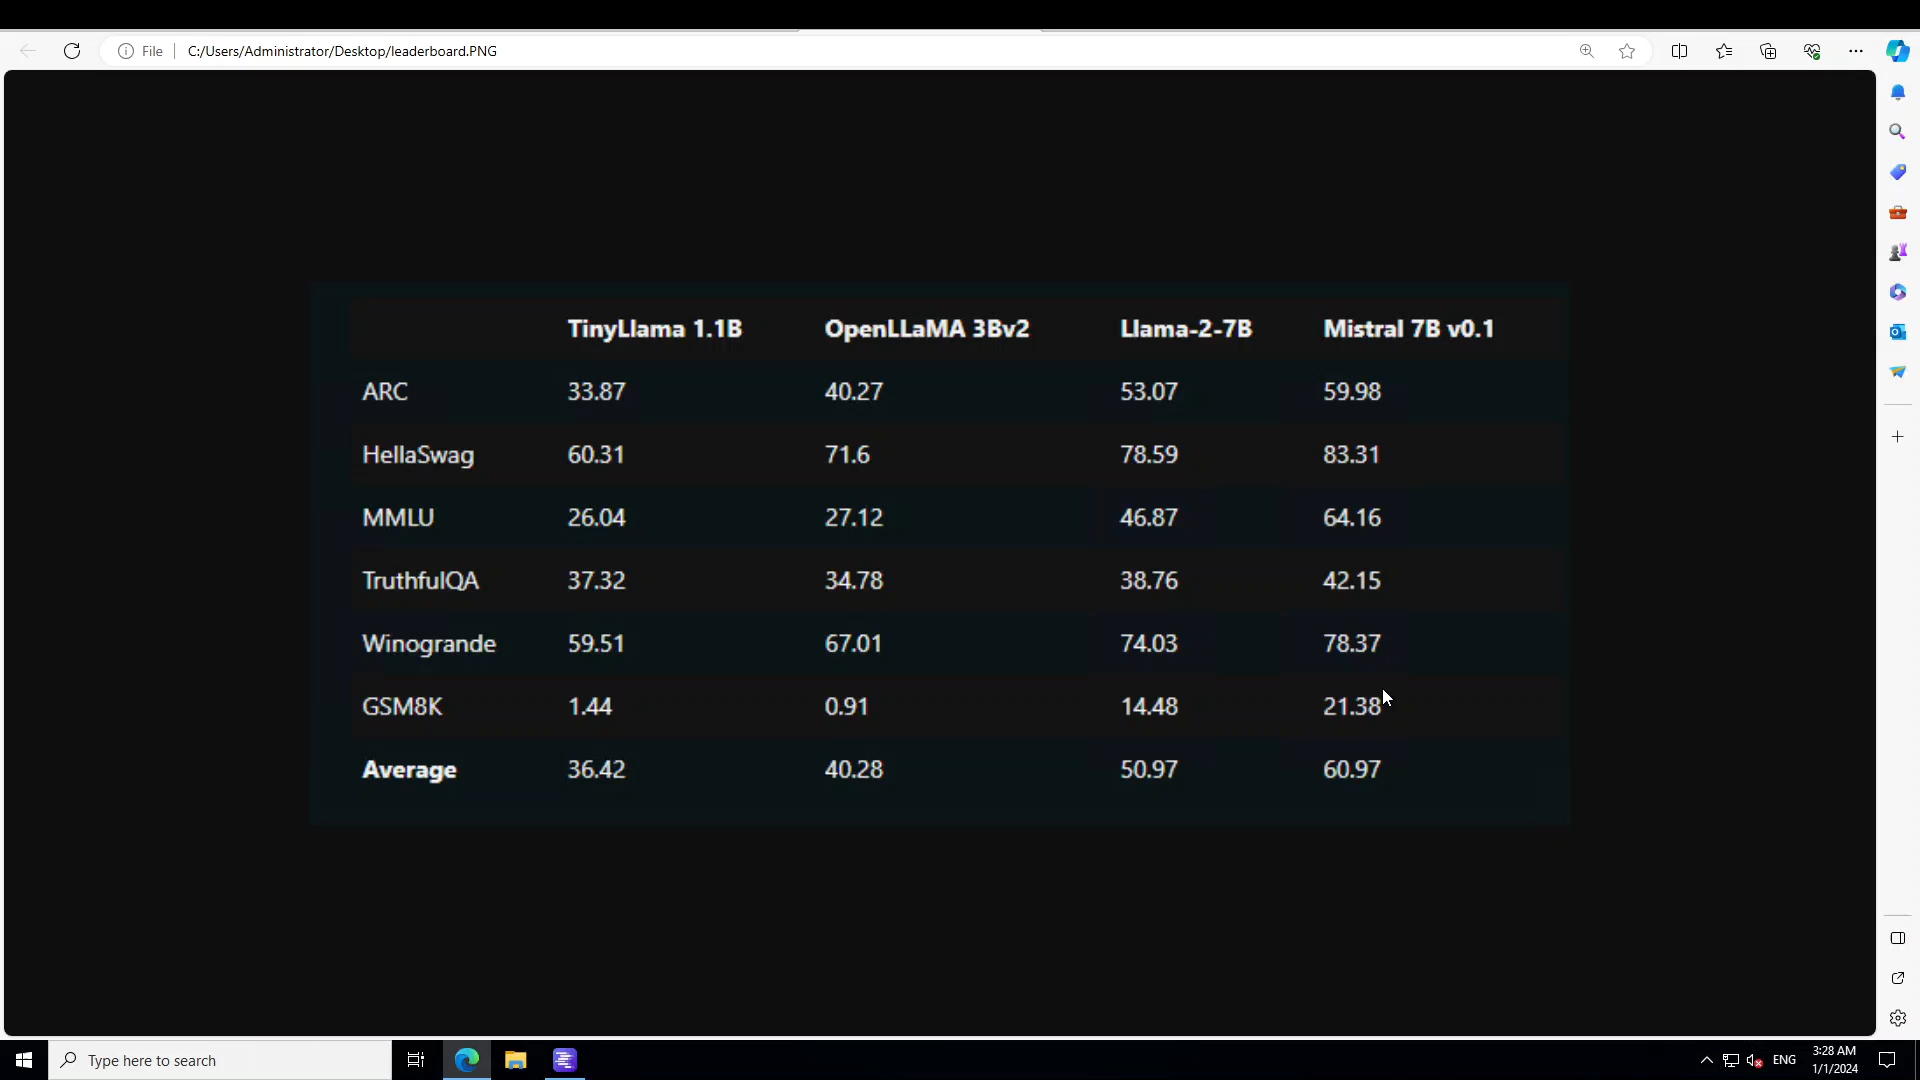 File C:/Users/Administrator/Desktop/leaderboard.PNG
TinyLlama 1.1B OpenLLaMA 3Bv2 Llama-2-7B Mistral 7B v0.1
ARC 33.87 40.27 53.07 59.98
HellaSwag 60.31 71.6 78.59 83.31
MMLU 26.04 27.12 46.87 64.16
TruthfulQA 37.32 34.78 38.76 42.15
Winogrande 59.51 67.01 74.03 78.37
GSM8K 1.44 0.91 14.48 21.38
Average 36.42 40.28 50.97 60.97
Type here to search ENG 3:28 AM
1/1/2024